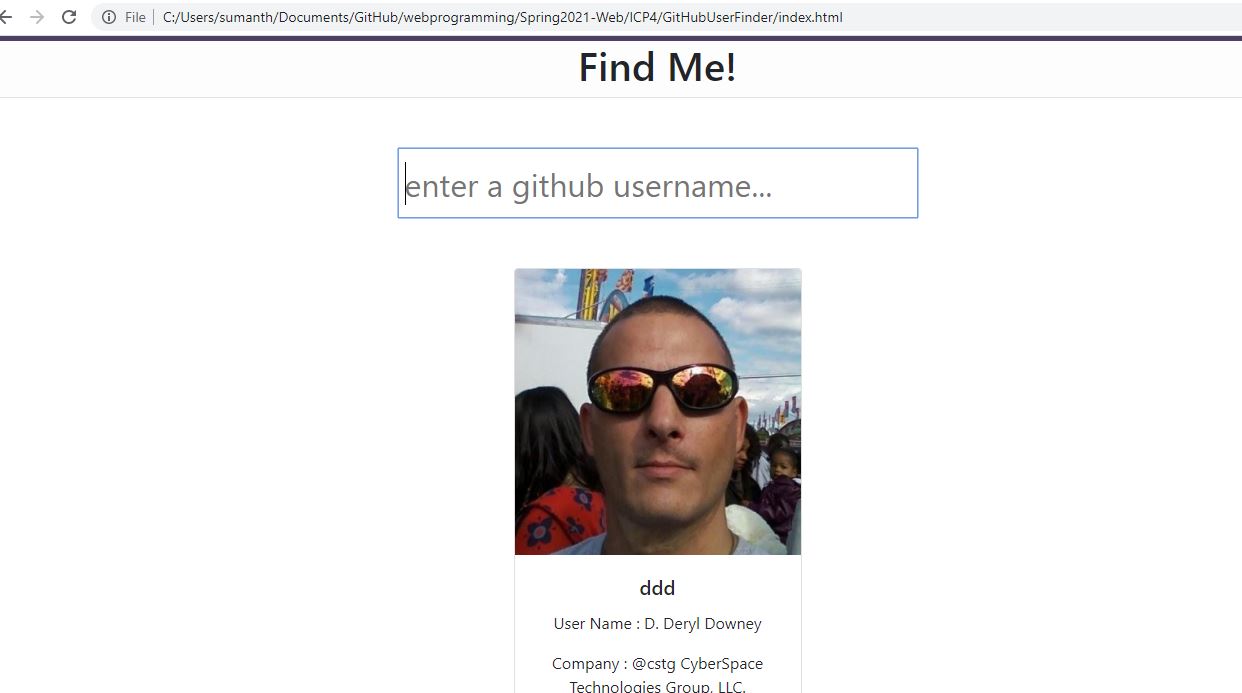 File
C:/Users/sumanth/Documents/GitHub/webprogramming/Spring2021-Web/ICP4/GitHubUserFinder/index.html
Find Me!
enter a github username...
ddd
User Name : D. Deryl Downey
Company : @cstg CyberSpace
Technologies Group, LLC.